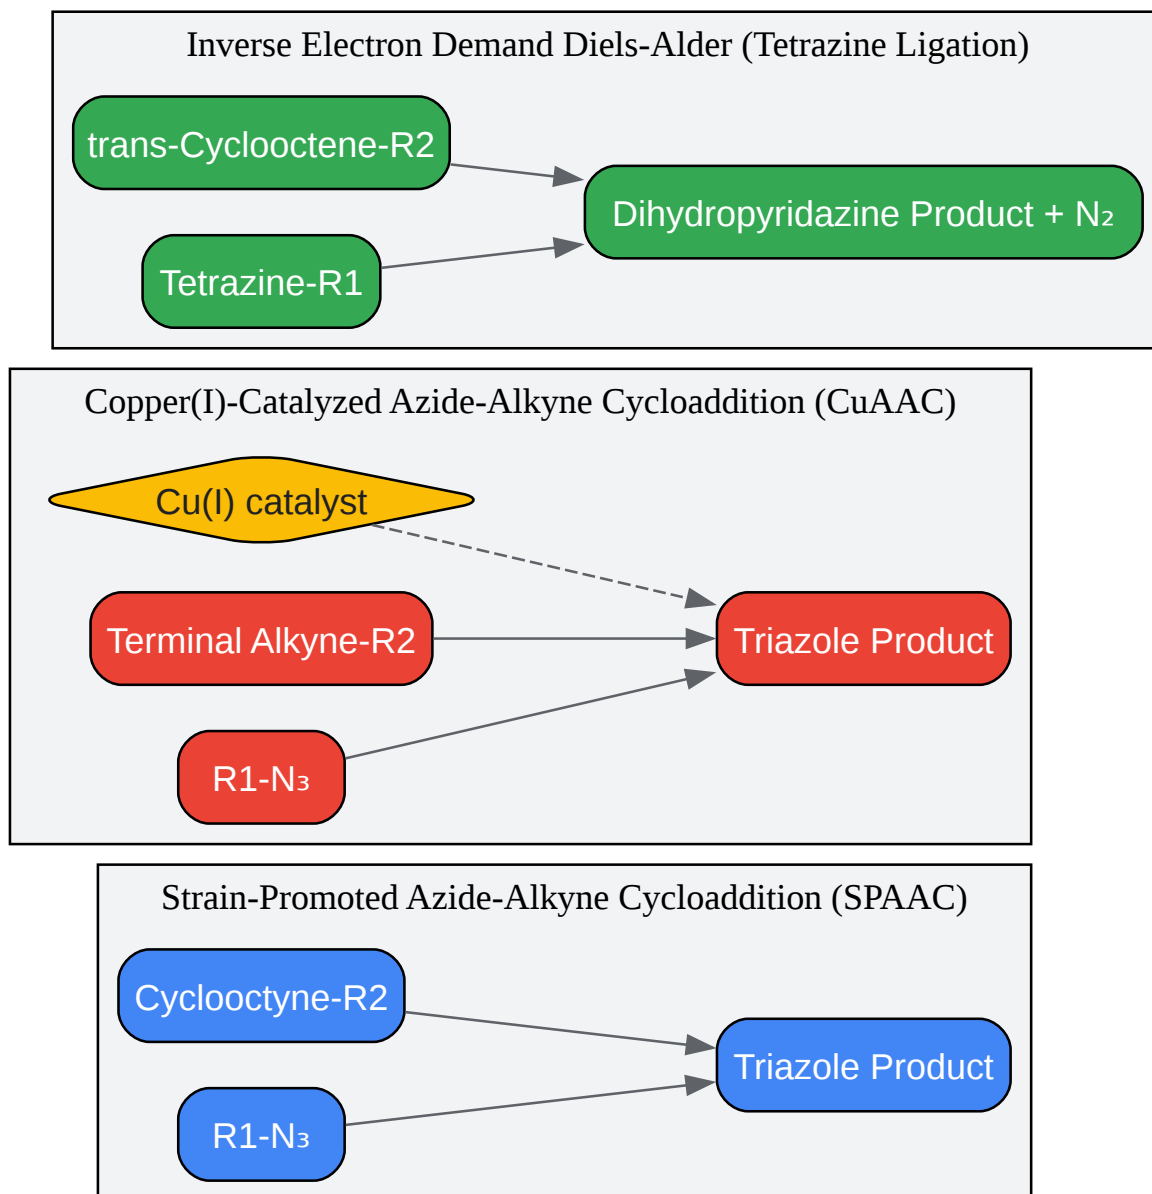 Inverse Electron Demand Diels-Alder (Tetrazine Ligation)
trans-Cyclooctene-R2
Dihydropyridazine Product + N₂
Tetrazine-R1
Copper(I)-Catalyzed Azide-Alkyne Cycloaddition (CuAAC)
Cu(I) catalyst
Terminal Alkyne-R2
Triazole Product
R1-N₃
Strain-Promoted Azide-Alkyne Cycloaddition (SPAAC)
Cyclooctyne-R2
Triazole Product
R1-N₃